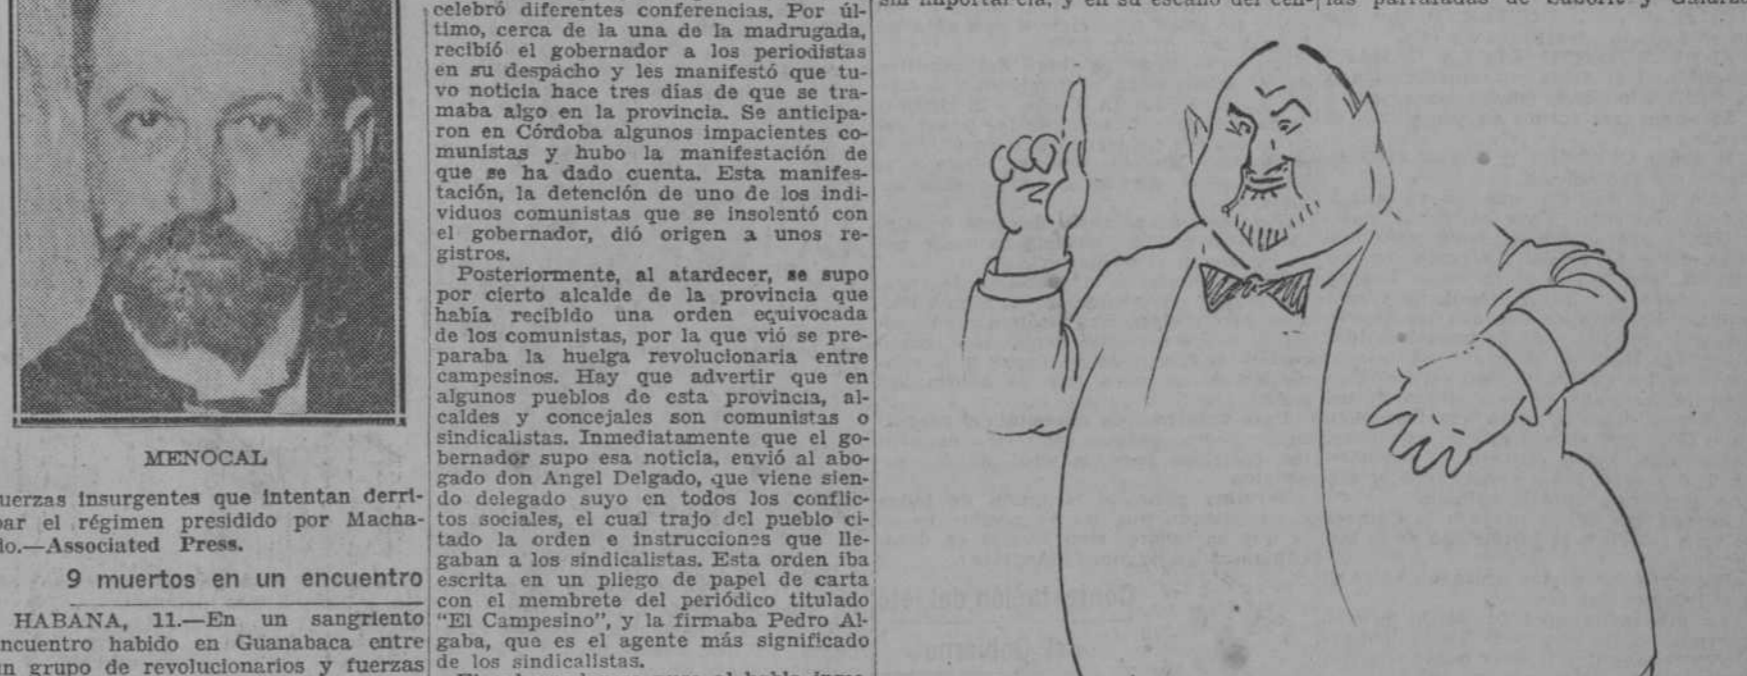 MENOCAL
uerzas insurgentes que intentan derri-
ar el régimen presidido por Macha-
do.—Associated Press.
9 muertos en un encuentro
HABANA, 11.—En un sangriento
ncuentro habido en Guanabaca entre
n grupo de revolucionarios y fuerzas
celebró diferentes conferencias. Por úl-
timo, cerca de la una de la madrugada,
recibió el gobernador a los periodistas
en su despacho y les manifestó que tu-
vo noticia hace tres días de que se tra-
maba algo en la provincia. Se anticipa-
ron en Córdoba algunos impacientes co-
munistas y hubo la manifestación de
que se ha dado cuenta. Esta manifes-
tación, la detención de uno de los indi-
viduos comunistas que se insolentó con
el gobernador, dió origen a unos re-
gistros.
Posteriormente, al atardecer, se supo
por cierto alcalde de la provincia que
había recibido una orden equivocada
de los comunistas, por la que vió se pre-
paraba la huelga revolucionaria entre
campesinos. Hay que advertir que en
algunos pueblos de esta provincia, al-
caldes y concejales son comunistas o
sindicalistas. Inmediatamente que el go-
bernador supo esa noticia, envió al abo-
gado don Angel Delgado, que viene sien-
do delegado suyo en todos los conflic-
tos sociales, el cual trajo del pueblo ci-
tado la orden e instrucciones que lle-
gaban a los sindicalistas. Esta orden iba
escrita en un pliego de papel de carta
con el membrete del periódico titulado
"El Campesino", y la firmaba Pedro Al-
gaba, que es el agente más significado
de los sindicalistas.